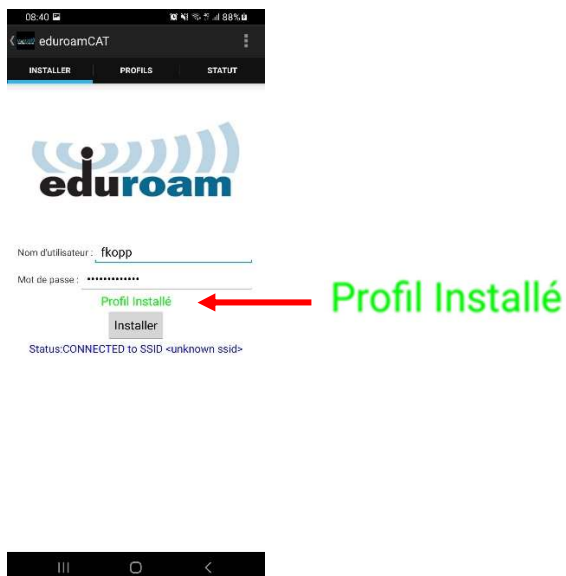 08:40 88%
eduroamCAT
INSTALLER PROFILS STATUT
eduroam
Nom d'utilisateur : fkopp
Mot de passe : •••••••••••••
Profil Installé
Profil Installé
Installer
Status:CONNECTED to SSID <unknown ssid>